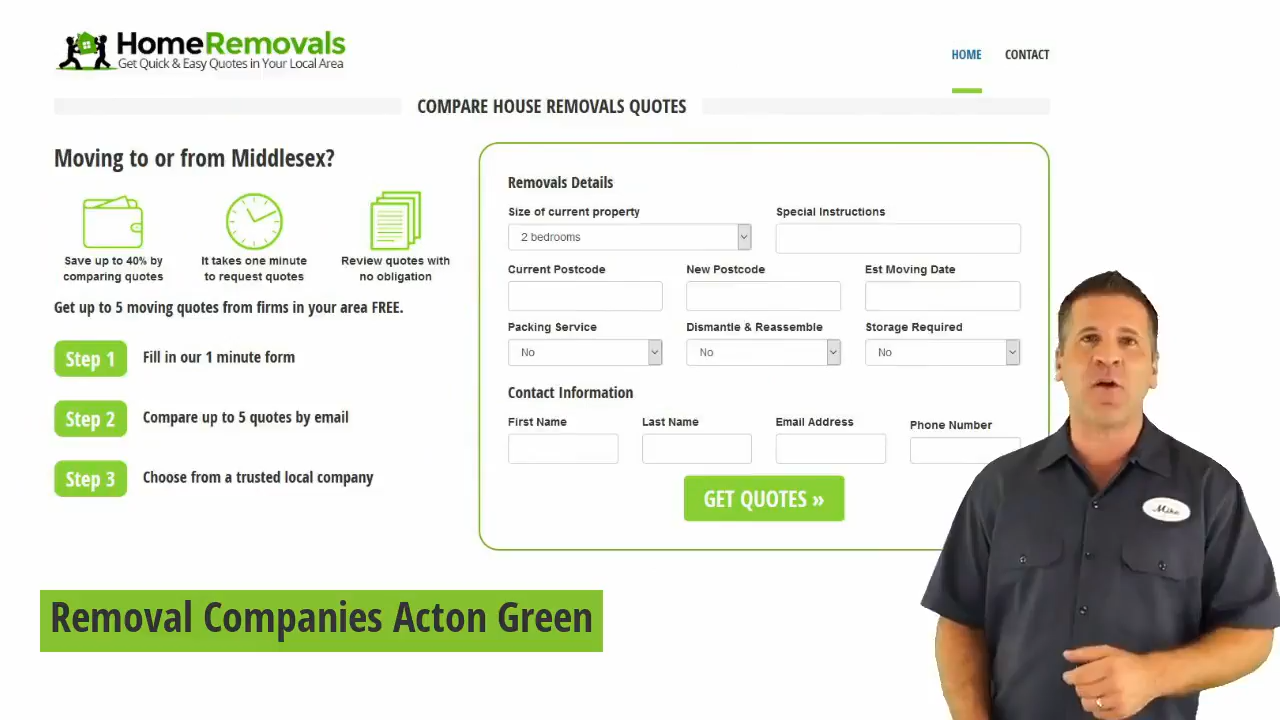 HomeRemovals
Get Quick & Easy Quotes in Your Local Area
HOME CONTACT
COMPARE HOUSE REMOVALS QUOTES
Moving to or from Middlesex?
Save up to 40% by
comparing quotes
It takes one minute
to request quotes
Review quotes with
no obligation
Get up to 5 moving quotes from firms in your area FREE.
Step 1 Fill in our 1 minute form
Step 2 Compare up to 5 quotes by email
Step 3 Choose from a trusted local company
Removals Details
Size of current property Special Instructions
2 bedrooms
Current Postcode New Postcode Est Moving Date
Packing Service Dismantle & Reassemble Storage Required
No No No
Contact Information
First Name Last Name Email Address Phone Number
GET QUOTES »
Mike
Removal Companies Acton Green